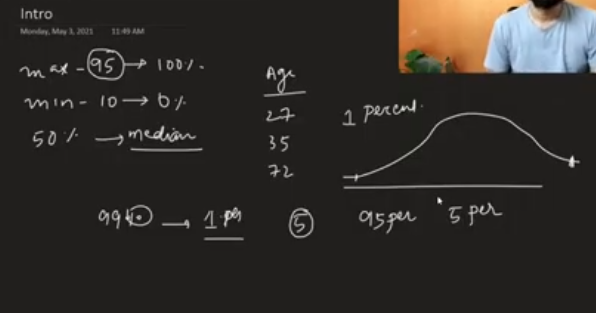 Intro
Monday, May 3, 2021 11:49 AM
max - 95 → 100%
min - 10 → 0%
50% → median
Age
27
35
72
1 percent.
99% → 1 per
5
95 per 5 per